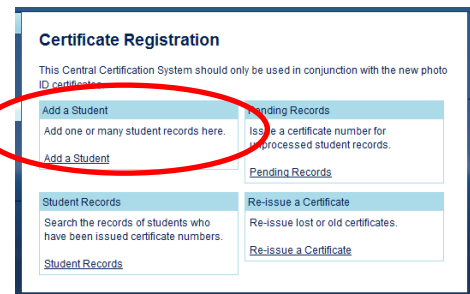 Certificate Registration
This Central Certification System should only be used in conjunction with the new photo
ID certificates.
Add a Student
Add one or many student records here.
Add a Student
Pending Records
Issue a certificate number for
unprocessed student records.
Pending Records
Student Records
Search the records of students who
have been issued certificate numbers.
Student Records
Re-issue a Certificate
Re-issue lost or old certificates.
Re-issue a Certificate